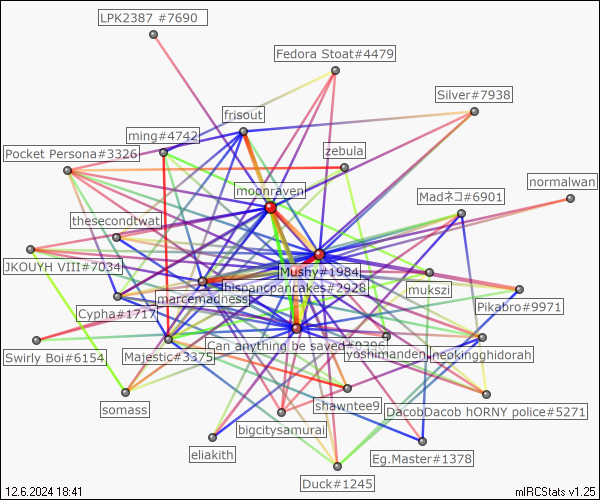 LPK2387 #7690
Fedora Stoat#4479
Silver#7938
frisout
ming#4742
zebula
Pocket Persona#3326
normalwan
moonraven
Madネコ#6901
thesecondtwat
JKOUYH VIII#7034
Mushy#1984
hispancpancakes#2928
mukszi
marcemadness
Pikabro#9971
Cypha#1717
Can anything be saved
yoshimanden
neokingghidorah
Swirly Boi#6154
Majestic#3375
somass
shawntee9
DacobDacob hORNY police#5271
bigcitysamurai
eliakith
Eg.Master#1378
Duck#1245
12.6.2024 18:41
mIRCStats v1.25